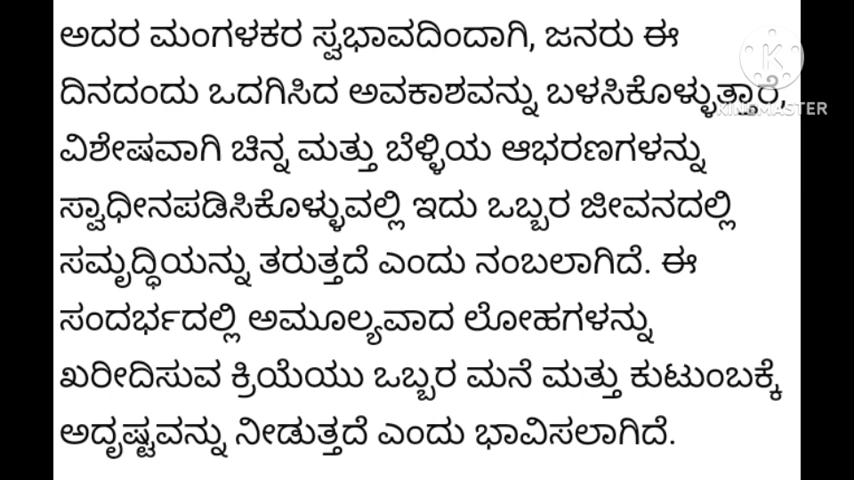 ಅದರ ಮಂಗಳಕರ ಸ್ವಭಾವದಿಂದಾಗಿ, ಜನರು ಈ
ದಿನದಂದು ಒದಗಿಸಿದ ಅವಕಾಶವನ್ನು ಬಳಸಿಕೊಳ್ಳುತ್ತಾರೆ,
ವಿಶೇಷವಾಗಿ ಚಿನ್ನ ಮತ್ತು ಬೆಳ್ಳಿಯ ಆಭರಣಗಳನ್ನು
ಸ್ವಾಧೀನಪಡಿಸಿಕೊಳ್ಳುವಲ್ಲಿ ಇದು ಒಬ್ಬರ ಜೀವನದಲ್ಲಿ
ಸಮೃದ್ಧಿಯನ್ನು ತರುತ್ತದೆ ಎಂದು ನಂಬಲಾಗಿದೆ. ಈ
ಸಂದರ್ಭದಲ್ಲಿ ಅಮೂಲ್ಯವಾದ ಲೋಹಗಳನ್ನು
ಖರೀದಿಸುವ ಕ್ರಿಯೆಯು ಒಬ್ಬರ ಮನೆ ಮತ್ತು ಕುಟುಂಬಕ್ಕೆ
ಅದೃಷ್ಟವನ್ನು ನೀಡುತ್ತದೆ ಎಂದು ಭಾವಿಸಲಾಗಿದೆ.
K
KINEMASTER